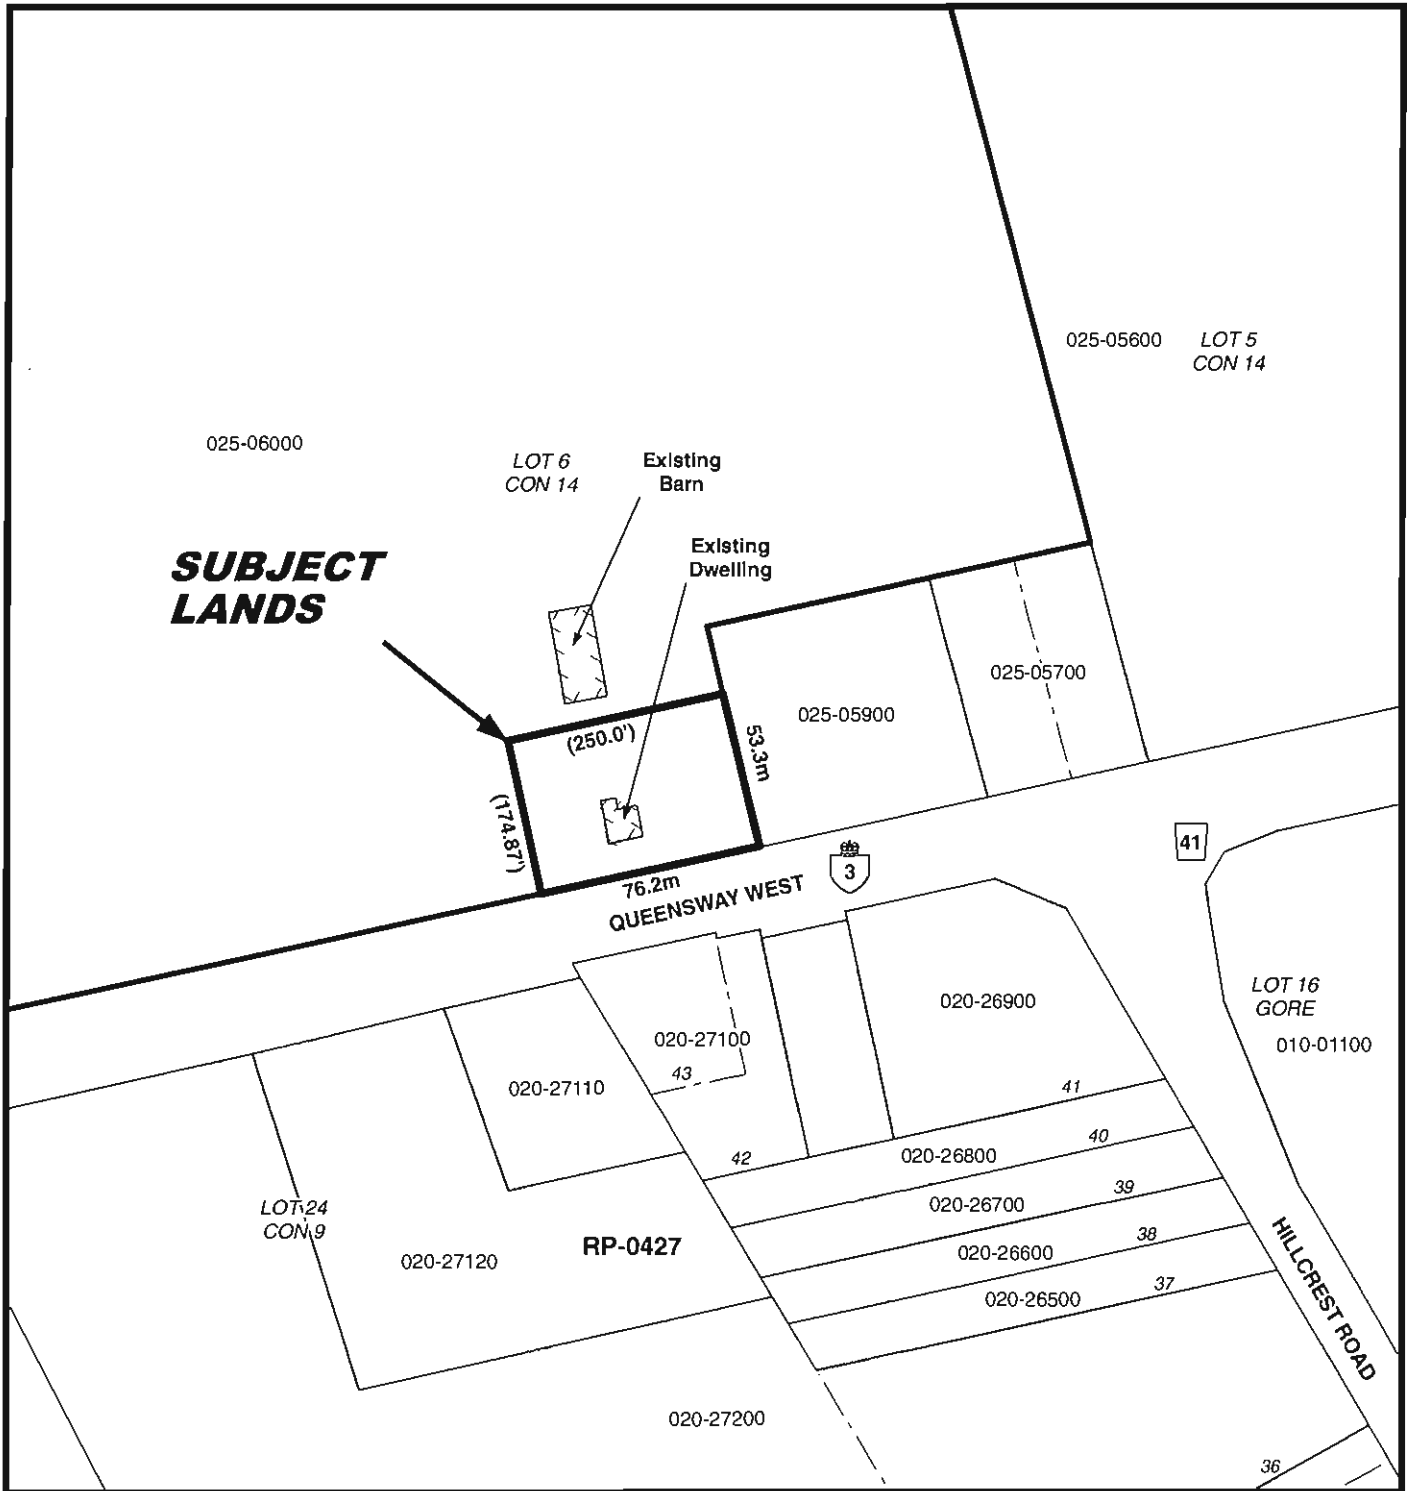 025-05600
LOT 5
CON 14
025-06000
LOT 6
CON 14
Existing
Barn
Existing
Dwelling
SUBJECT
LANDS
025-05700
025-05900
(250.0')
53.3m
(174.87')
76.2m
QUEENSWAY WEST
3
41
020-26900
LOT 16
GORE
010-01100
020-27100
43
020-27110
41
42
020-26800
40
020-26700
39
LOT 24
CON 9
020-27120
RP-0427
020-26600
38
020-26500
37
HILLCREST ROAD
020-27200
36